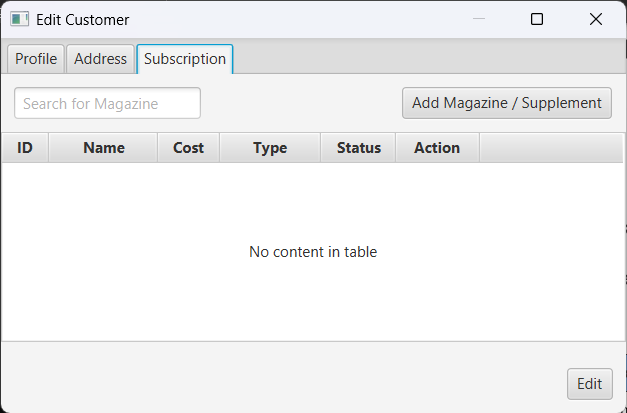 Edit Customer
Profile Address Subscription
Search for Magazine Add Magazine / Supplement
ID Name Cost Type Status Action
No content in table
Edit